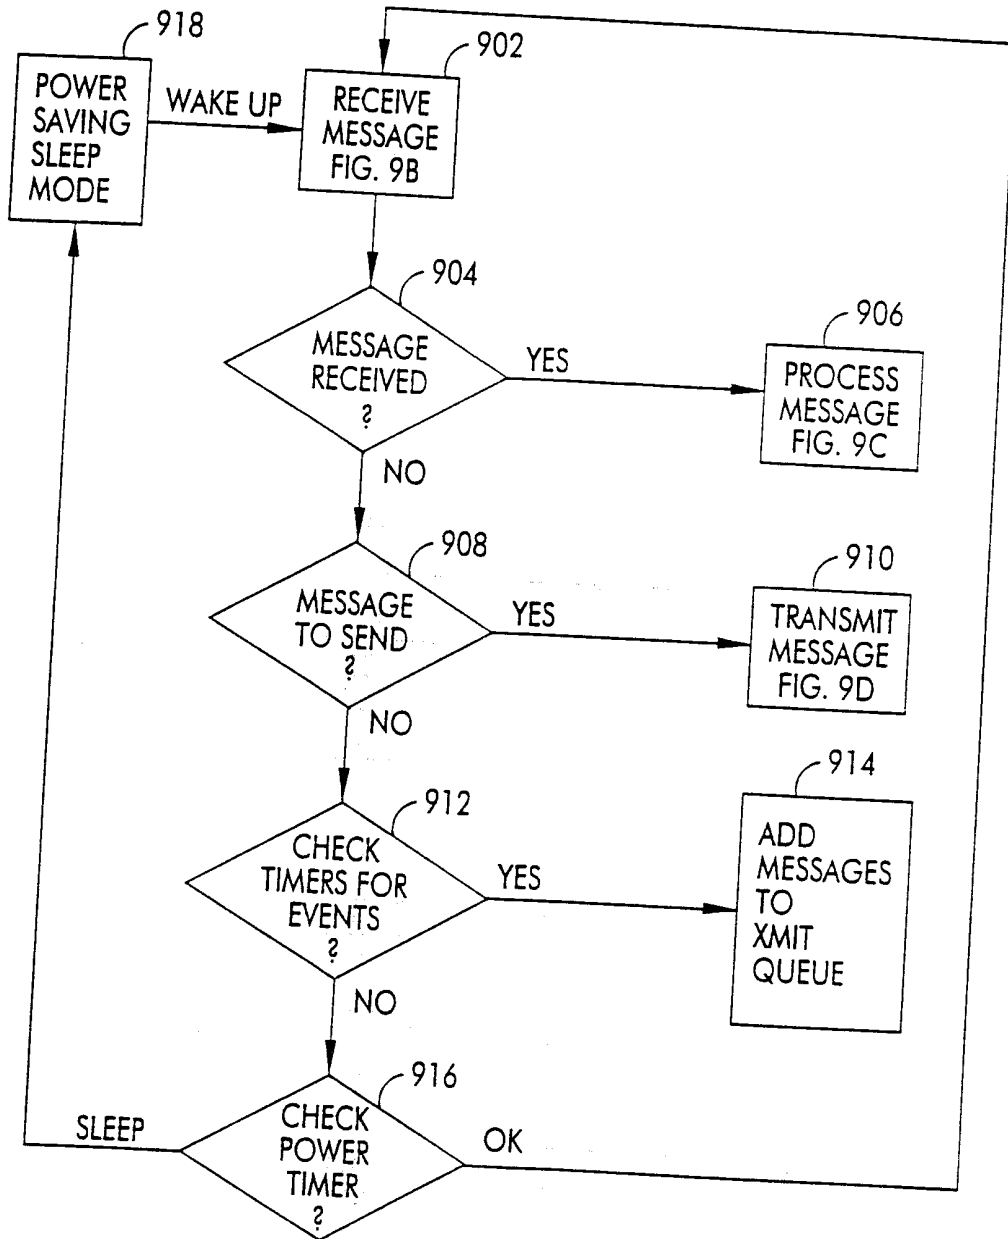 918
POWER
SAVING
SLEEP
MODE
WAKE UP
902
RECEIVE
MESSAGE
FIG. 9B
904
MESSAGE
RECEIVED
?
YES
NO
906
PROCESS
MESSAGE
FIG. 9C
908
MESSAGE
TO SEND
?
YES
NO
910
TRANSMIT
MESSAGE
FIG. 9D
912
CHECK
TIMERS FOR
EVENTS
?
YES
NO
914
ADD
MESSAGES
TO
XMIT
QUEUE
916
CHECK
POWER
TIMER
?
SLEEP
OK